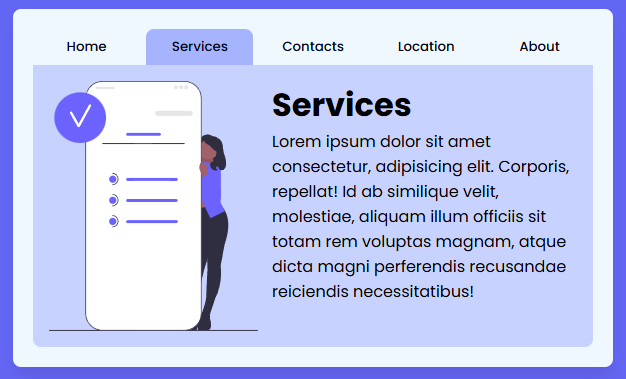 Home Services Contacts Location About
Services
Lorem ipsum dolor sit amet
consectetur, adipisicing elit. Corporis,
repellat! Id ab similique velit,
molestiae, aliquam illum officiis sit
totam rem voluptas magnam, atque
dicta magni perferendis recusandae
reiciendis necessitatibus!